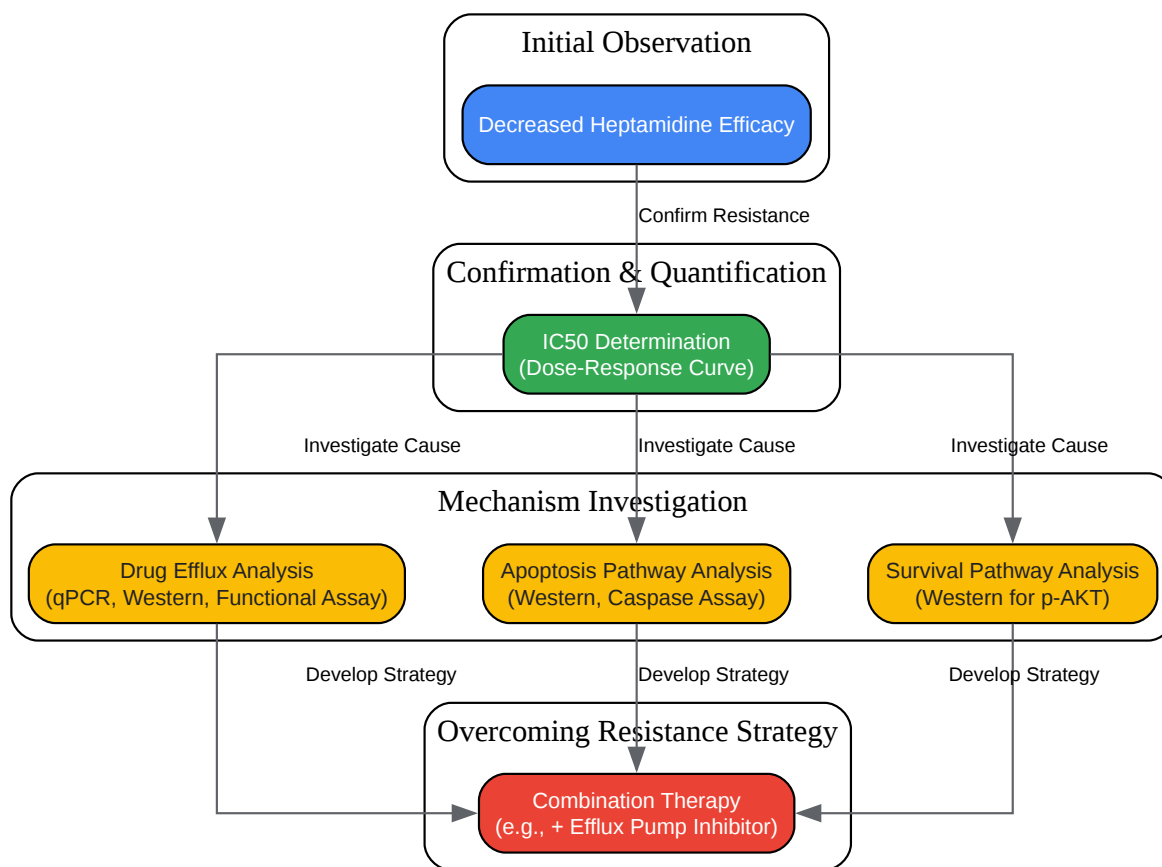 Initial Observation
Decreased Heptamidine Efficacy
Confirm Resistance
Confirmation & Quantification
IC50 Determination
(Dose-Response Curve)
Investigate Cause
Investigate Cause
Investigate Cause
Mechanism Investigation
Drug Efflux Analysis
(qPCR, Western, Functional Assay)
Apoptosis Pathway Analysis
(Western, Caspase Assay)
Survival Pathway Analysis
(Western for p-AKT)
Develop Strategy
Develop Strategy
Develop Strategy
Overcoming Resistance Strategy
Combination Therapy
(e.g., + Efflux Pump Inhibitor)